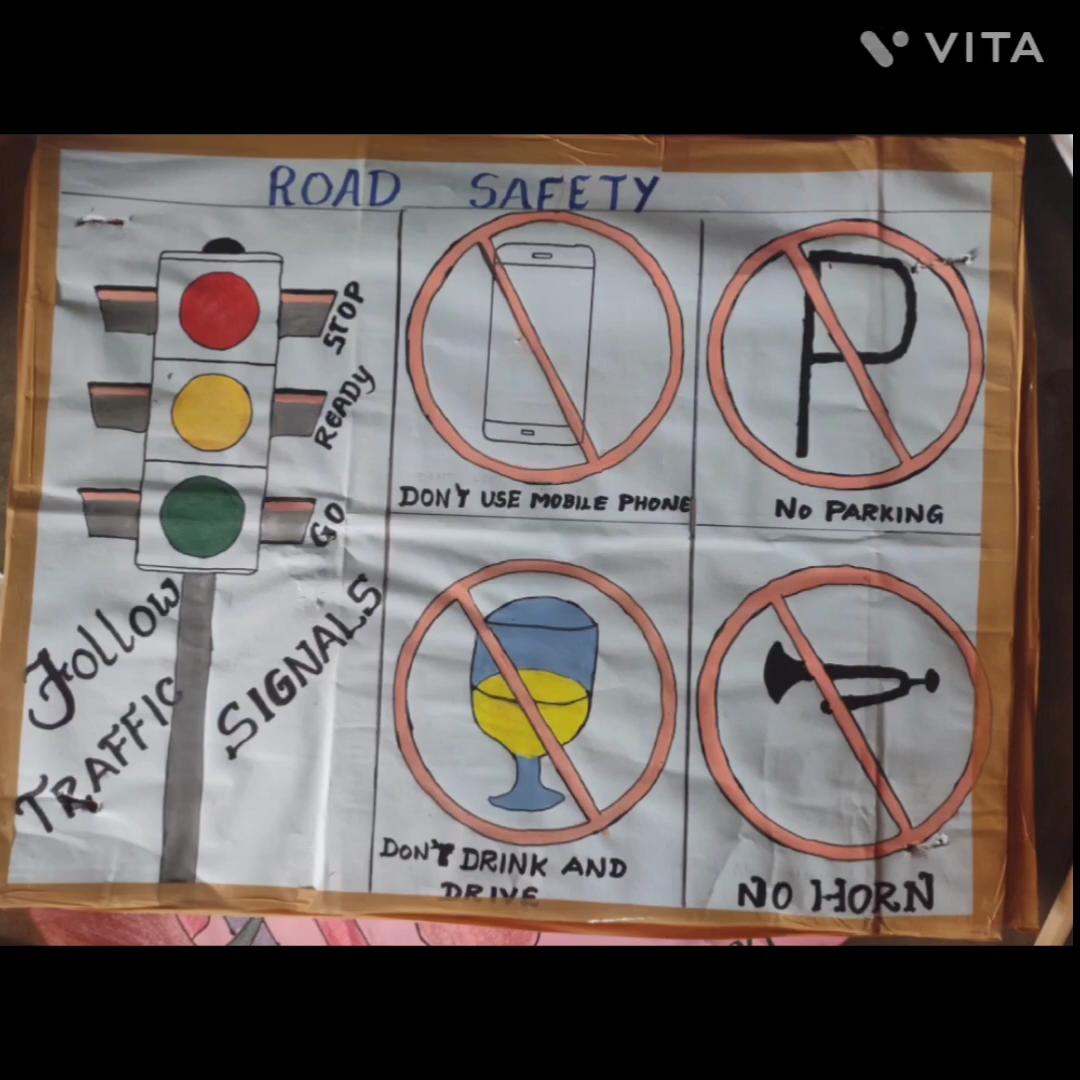 VITA
ROAD SAFETY
STOP
READY
GO
Follow
TRAFFIC
SIGNALS
DON'T USE MOBILE PHONE
P
NO PARKING
DON'T DRINK AND
DRIVE
NO HORN